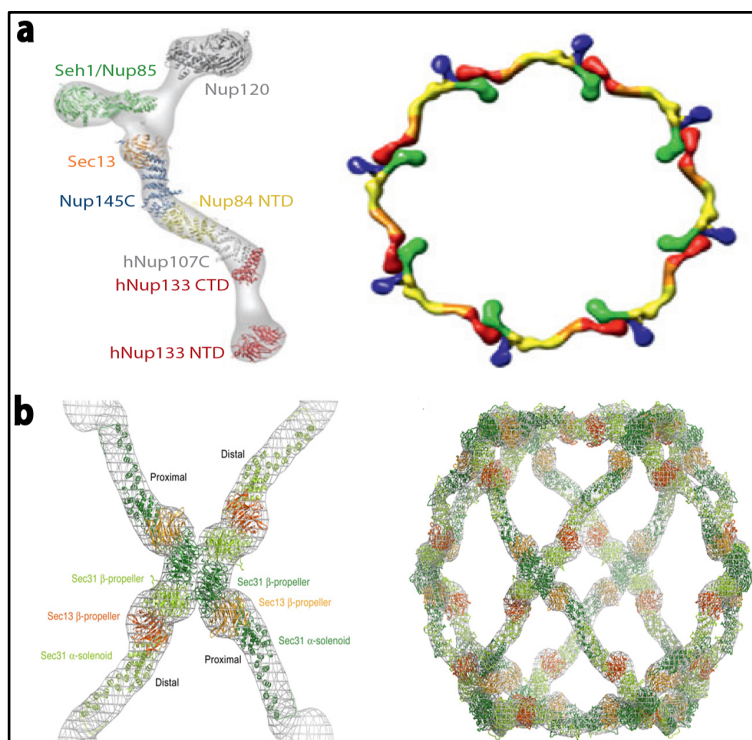 a
Seh1/Nup85
Nup120
Sec13
Nup145C
Nup84 NTD
hNup107C
hNup133 CTD
hNup133 NTD
b
Distal
Proximal
Sec31 β-propeller
Sec31 β-propeller
Sec13 β-propeller
Sec13 β-propeller
Sec31 α-solenoid
Sec31 α-solenoid
Proximal
Distal